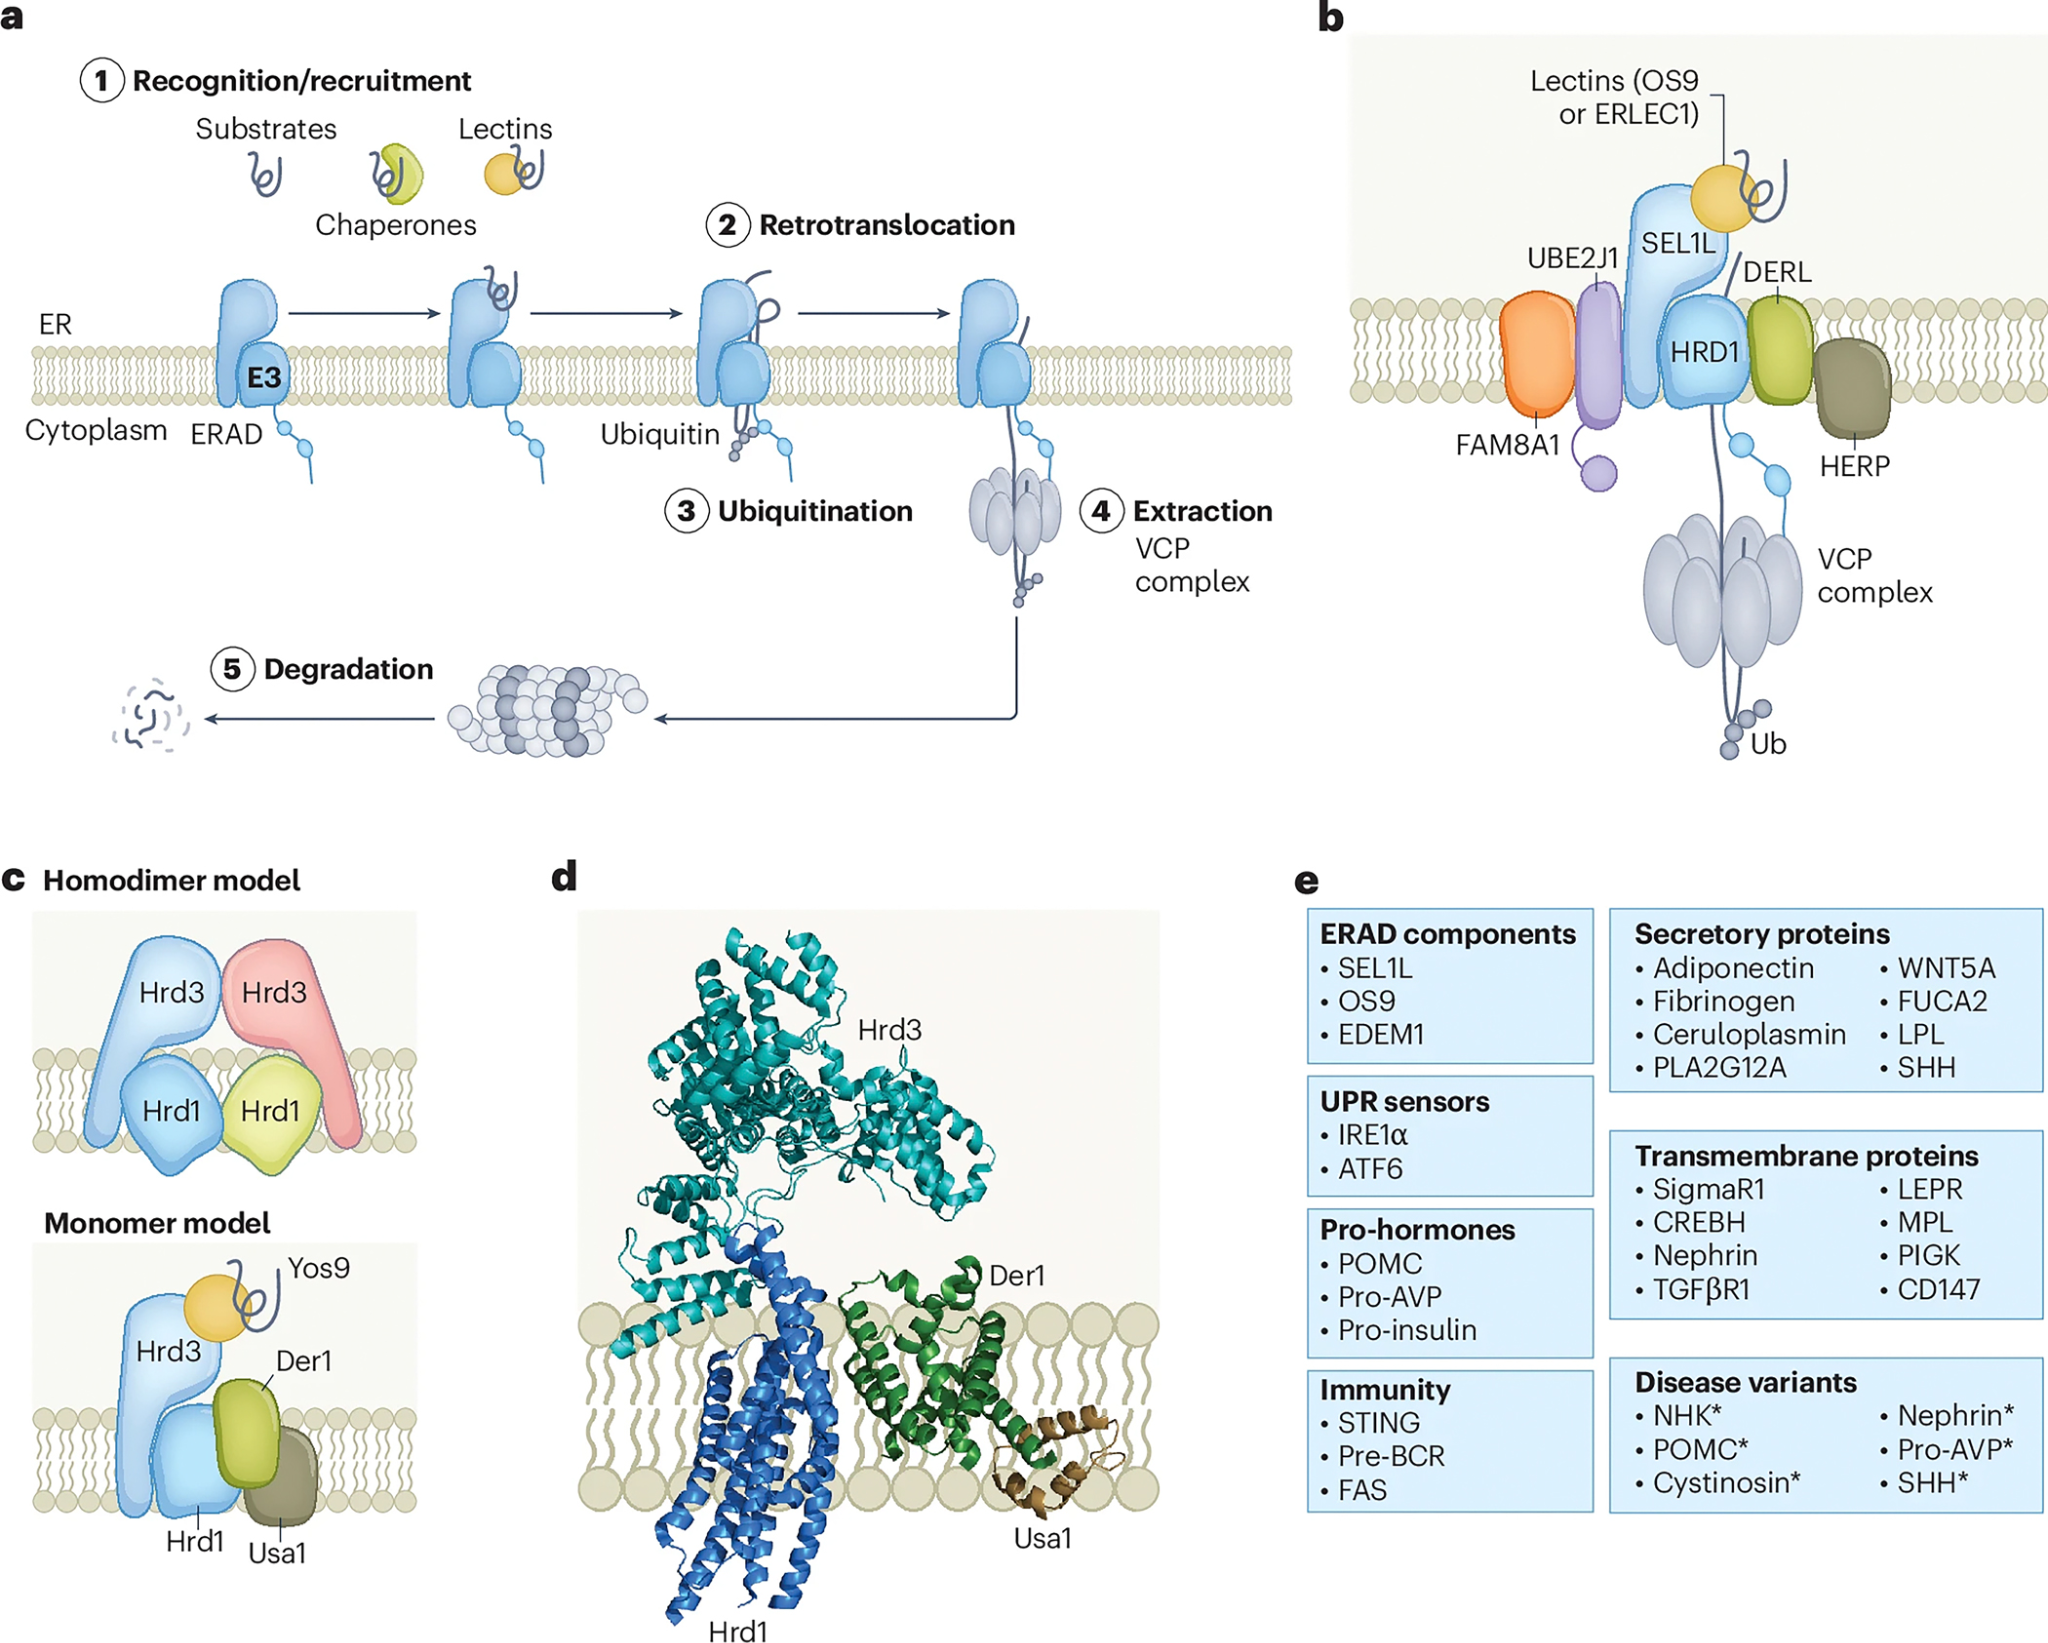 a
1 Recognition/recruitment
Substrates
Lectins
Chaperones
2 Retrotranslocation
ER
E3
Cytoplasm
ERAD
Ubiquitin
3 Ubiquitination
4 Extraction
VCP
complex
5 Degradation
b
Lectins (OS9
or ERLEC1)
SEL1L
UBE2J1
DERL
HRD1
FAM8A1
HERP
VCP
complex
Ub
c Homodimer model
Hrd3
Hrd3
Hrd1
Hrd1
Monomer model
Yos9
Hrd3
Der1
Hrd1
Usa1
d
Hrd3
Der1
Usa1
Hrd1
e
ERAD components
• SEL1L
• OS9
• EDEM1
UPR sensors
• IRE1α
• ATF6
Pro-hormones
• POMC
• Pro-AVP
• Pro-insulin
Immunity
• STING
• Pre-BCR
• FAS
Secretory proteins
• Adiponectin
• Fibrinogen
• Ceruloplasmin
• PLA2G12A
• WNT5A
• FUCA2
• LPL
• SHH
Transmembrane proteins
• SigmaR1
• CREBH
• Nephrin
• TGFβR1
• LEPR
• MPL
• PIGK
• CD147
Disease variants
• NHK*
• POMC*
• Cystinosin*
• Nephrin*
• Pro-AVP*
• SHH*